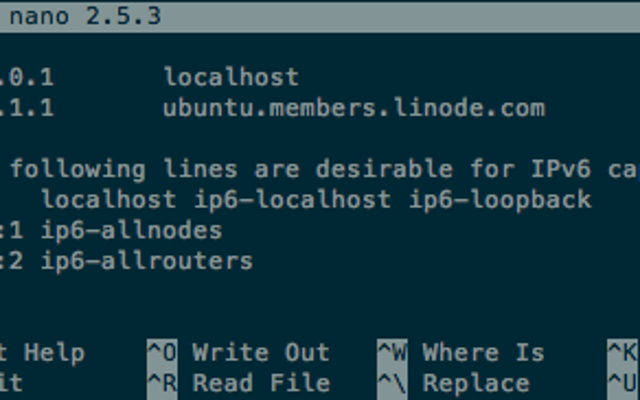 nano 2.5.3
.0.1 localhost
.1.1 ubuntu.members.linode.com
following lines are desirable for IPv6 ca
localhost ip6-localhost ip6-loopback
:1 ip6-allnodes
:2 ip6-allrouters
t Help ^O Write Out ^W Where Is ^K
it ^R Read File ^\ Replace ^U